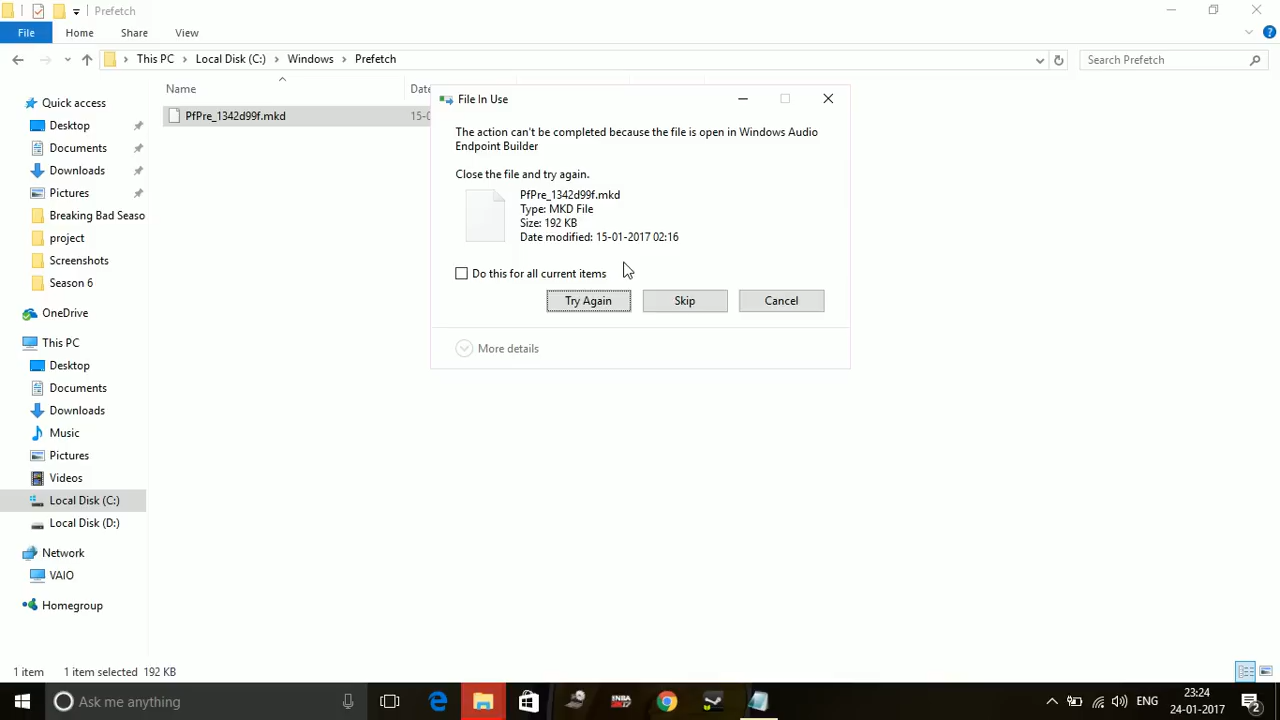 Prefetch
File
Home
Share
View
This PC
Local Disk (C:)
Windows
Prefetch
Search Prefetch
Name
Date
Quick access
Desktop
Documents
Downloads
Pictures
Breaking Bad Seaso
project
Screenshots
Season 6
OneDrive
This PC
Desktop
Documents
Downloads
Music
Pictures
Videos
Local Disk (C:)
Local Disk (D:)
Network
VAIO
Homegroup
PfPre_1342d99f.mkd
15-0
File In Use
The action can't be completed because the file is open in Windows Audio
Endpoint Builder
Close the file and try again.
PfPre_1342d99f.mkd
Type: MKD File
Size: 192 KB
Date modified: 15-01-2017 02:16
Do this for all current items
Try Again
Skip
Cancel
More details
1 item
1 item selected 192 KB
Ask me anything
ENG
23:24
24-01-2017
2